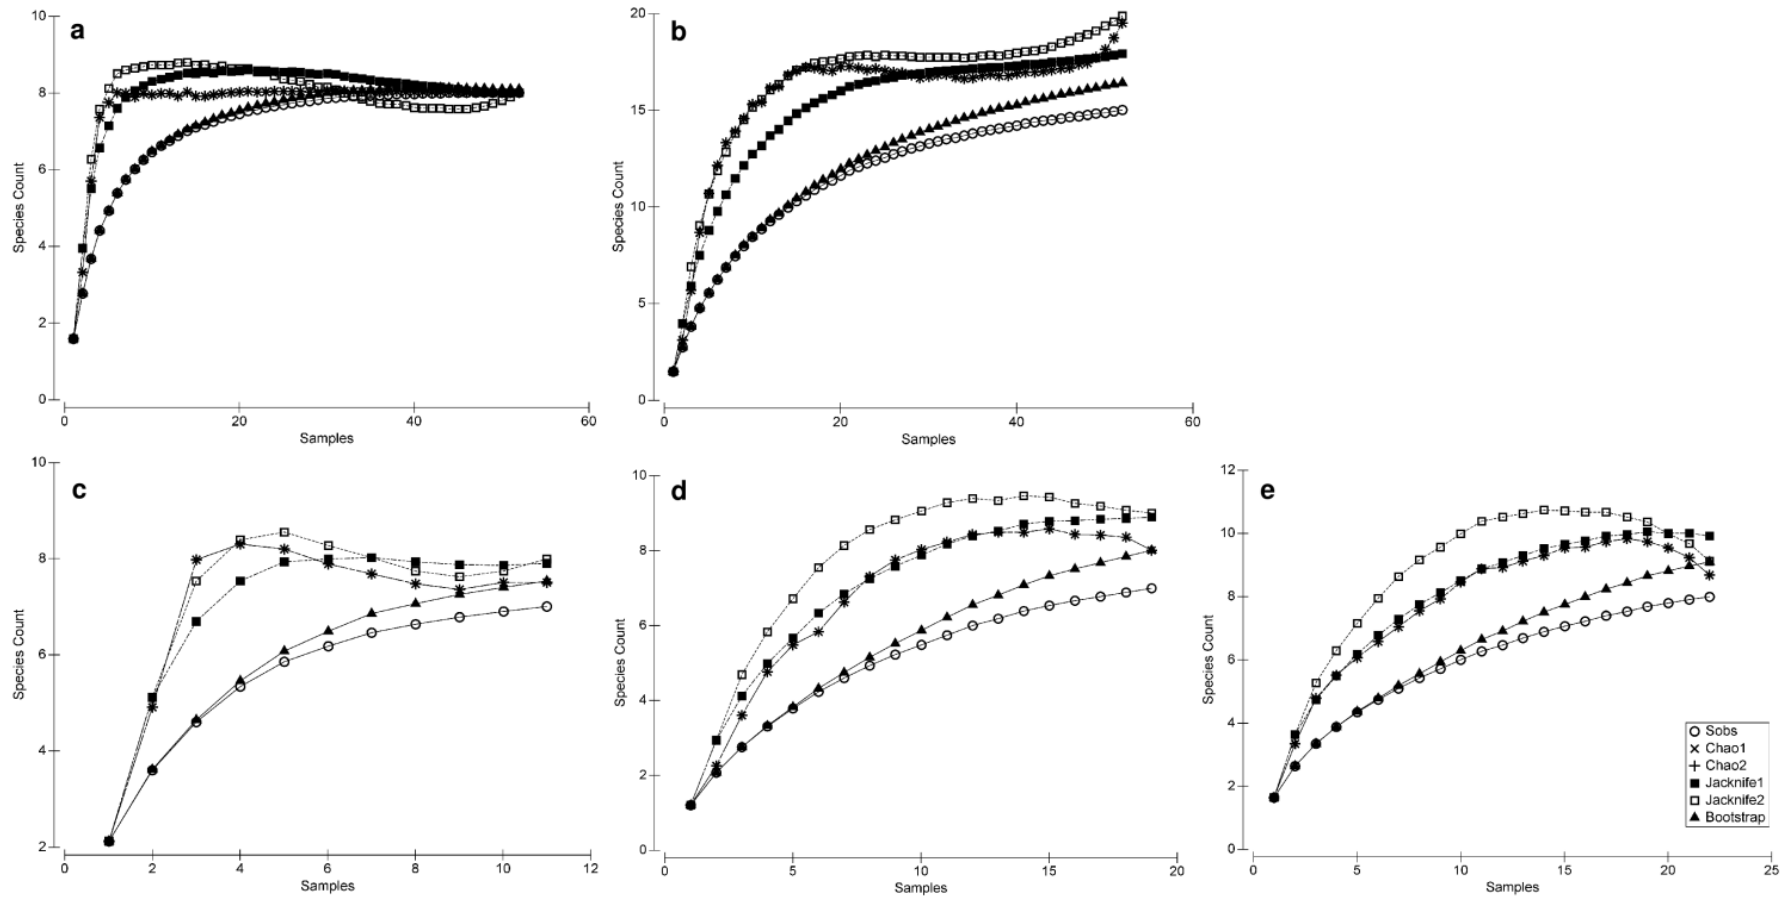 a
10
8
6
4
2
0
Species Count
0 20 40 60
Samples
b
20
15
10
5
0
Species Count
0 20 40 60
Samples
c
10
8
6
4
2
Species Count
0 2 4 6 8 10 12
Samples
d
10
8
6
4
2
0
Species Count
0 5 10 15 20
Samples
e
12
10
8
6
4
2
0
Species Count
0 5 10 15 20 25
Samples
Sobs
Chao1
Chao2
Jacknife1
Jacknife2
Bootstrap